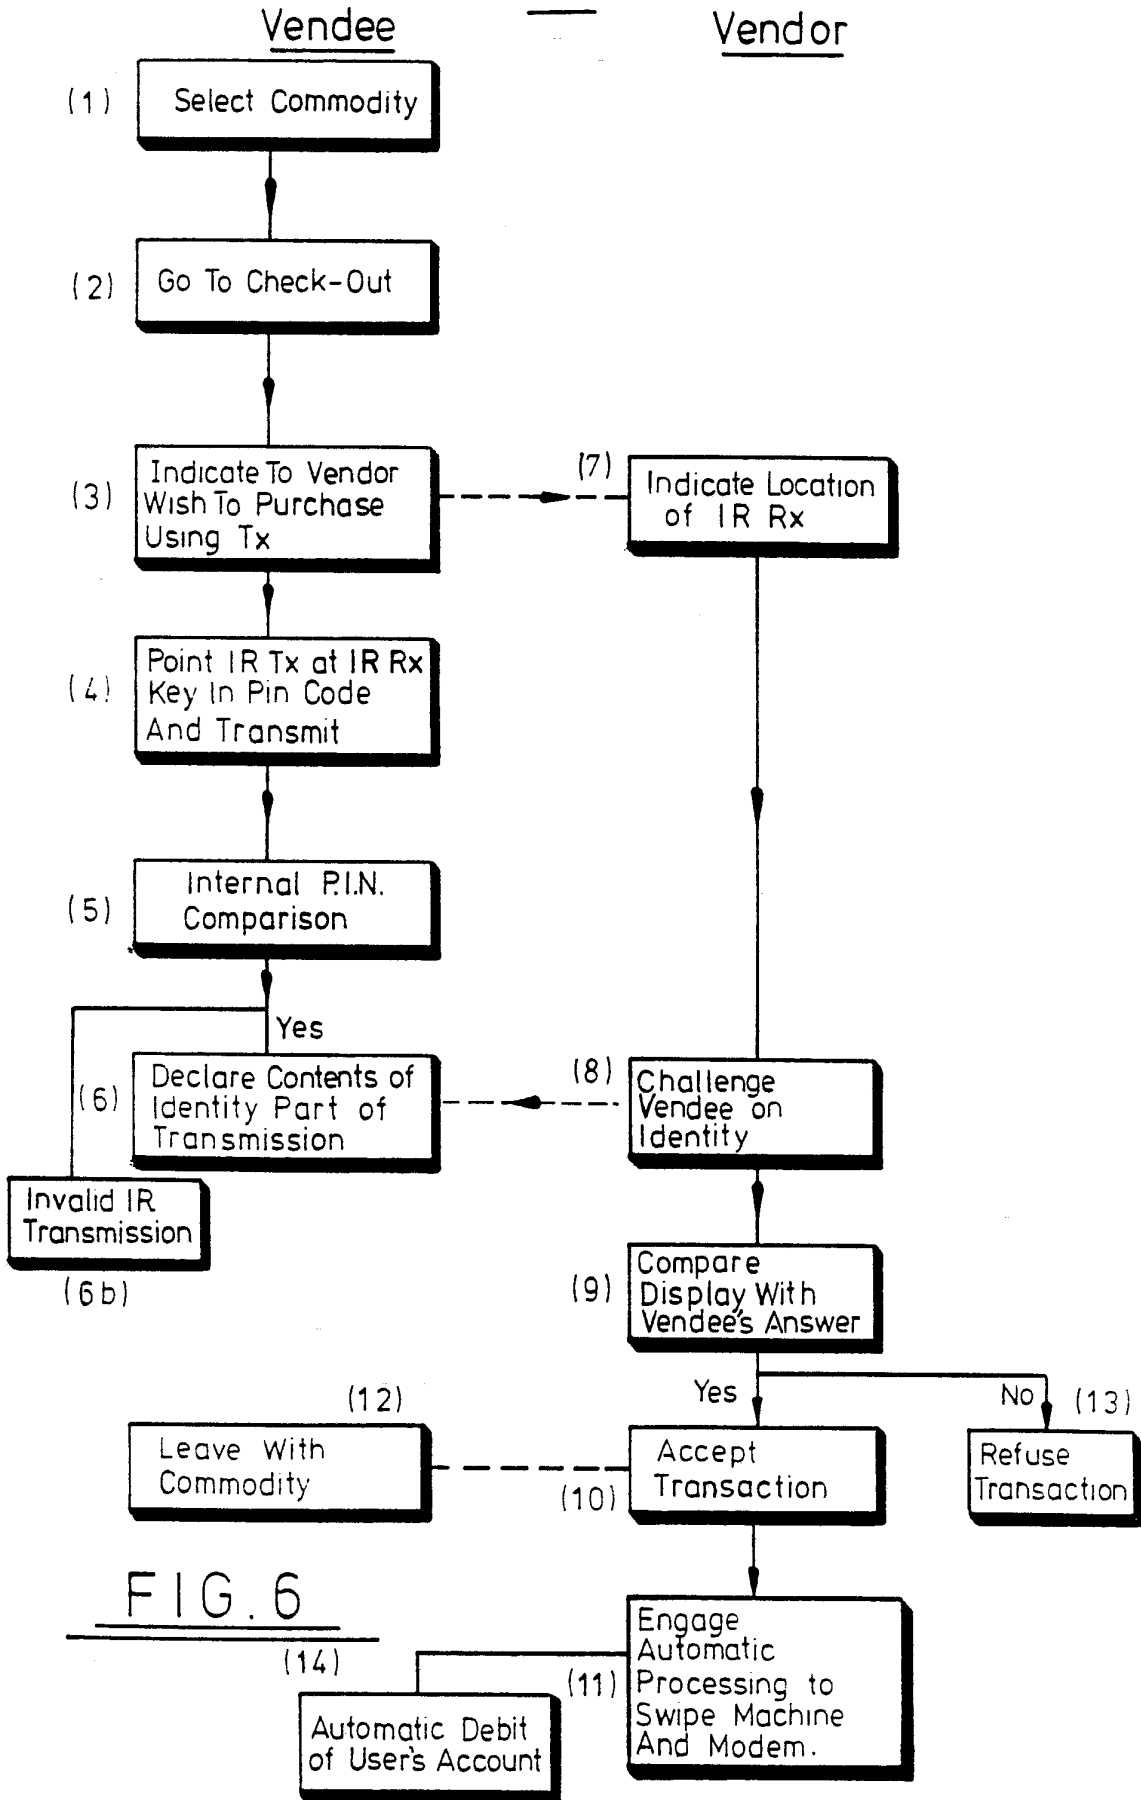 Vendee
Vendor
(1)
Select Commodity
(2)
Go To Check-Out
(3)
Indicate To Vendor
Wish To Purchase
Using Tx
(7)
Indicate Location
of IR Rx
(4)
Point IR Tx at IR Rx
Key In Pin Code
And Transmit
(5)
Internal P.I.N.
Comparison
Yes
(6)
Declare Contents of
Identity Part of
Transmission
(8)
Challenge
Vendee on
Identity
Invalid IR
Transmission
(6b)
(9)
Compare
Display With
Vendee's Answer
Yes
No
(12)
Leave With
Commodity
(10)
Accept
Transaction
(13)
Refuse
Transaction
FIG.6
(14)
Automatic Debit
of User's Account
(11)
Engage
Automatic
Processing to
Swipe Machine
And Modem.